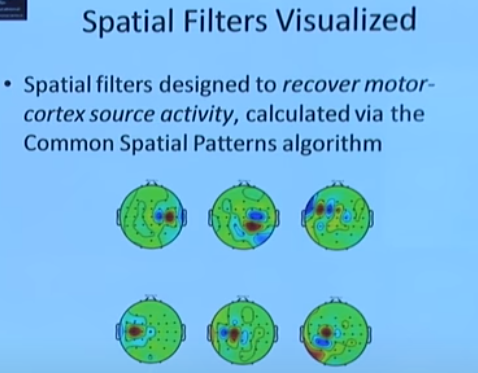 Spatial Filters Visualized
• Spatial filters designed to recover motor-
cortex source activity, calculated via the
Common Spatial Patterns algorithm